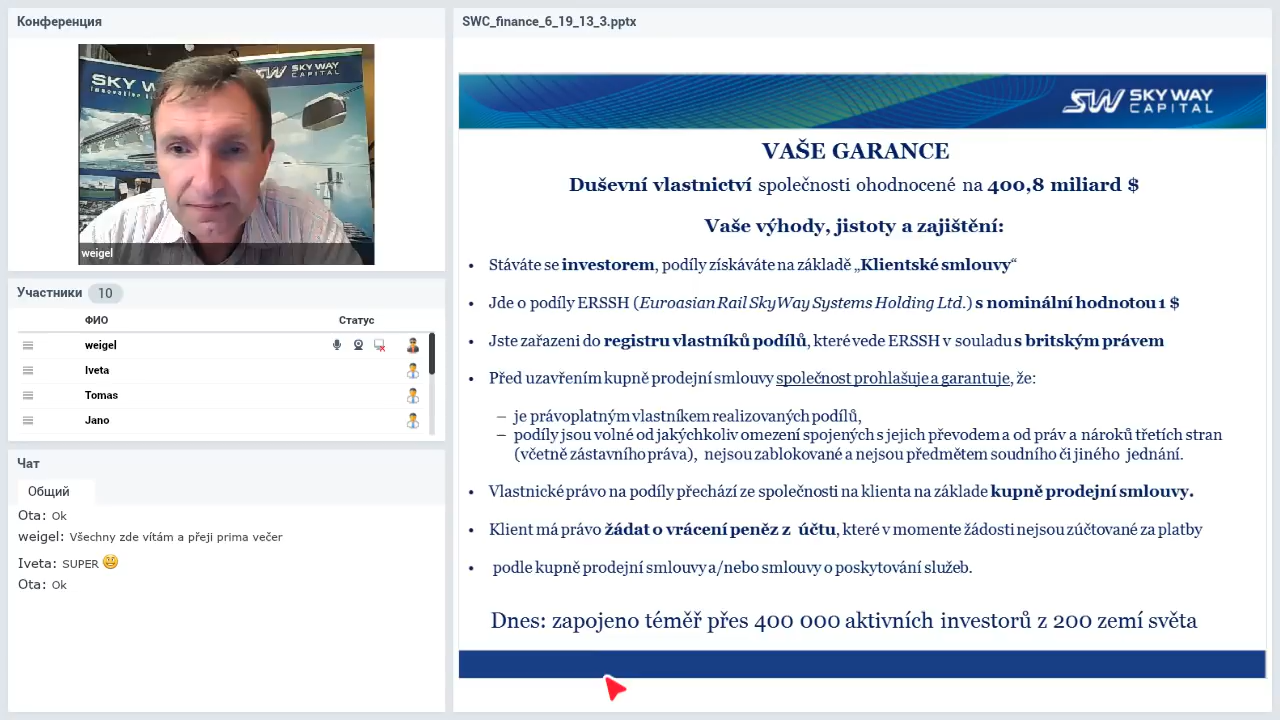 Конференция
SKY W
Innovative
SW SKY WAY
CAPITAL
weigel
Участники 10
ФИО Статус
weigel
Iveta
Tomas
Jano
Чат
Общий
Ota: Ok
weigel: Všechny zde vítám a přeji prima večer
Iveta: SUPER
Ota: Ok
SWC_finance_6_19_13_3.pptx
SW SKY WAY
CAPITAL
VAŠE GARANCE
Duševní vlastnictví společnosti ohodnocené na 400,8 miliard $
Vaše výhody, jistoty a zajištění:
• Stáváte se investorem, podíly získáváte na základě „Klientské smlouvy“
• Jde o podíly ERSSH (Euroasian Rail SkyWay Systems Holding Ltd.) s nominální hodnotou 1 $
• Jste zařazeni do registru vlastníků podílů, které vede ERSSH v souladu s britským právem
• Před uzavřením kupně prodejní smlouvy společnost prohlašuje a garantuje, že:
– je právoplatným vlastníkem realizovaných podílů,
– podíly jsou volné od jakýchkoliv omezení spojených s jejich převodem a od práv a nároků třetích stran
(včetně zástavního práva), nejsou zablokované a nejsou předmětem soudního či jiného jednání.
• Vlastnické právo na podíly přechází ze společnosti na klienta na základe kupně prodejní smlouvy.
• Klient má právo žádat o vrácení peněz z účtu, které v momente žádosti nejsou zúčtované za platby
• podle kupně prodejní smlouvy a/nebo smlouvy o poskytování služeb.
Dnes: zapojeno téměř přes 400 000 aktivních investorů z 200 zemí světa